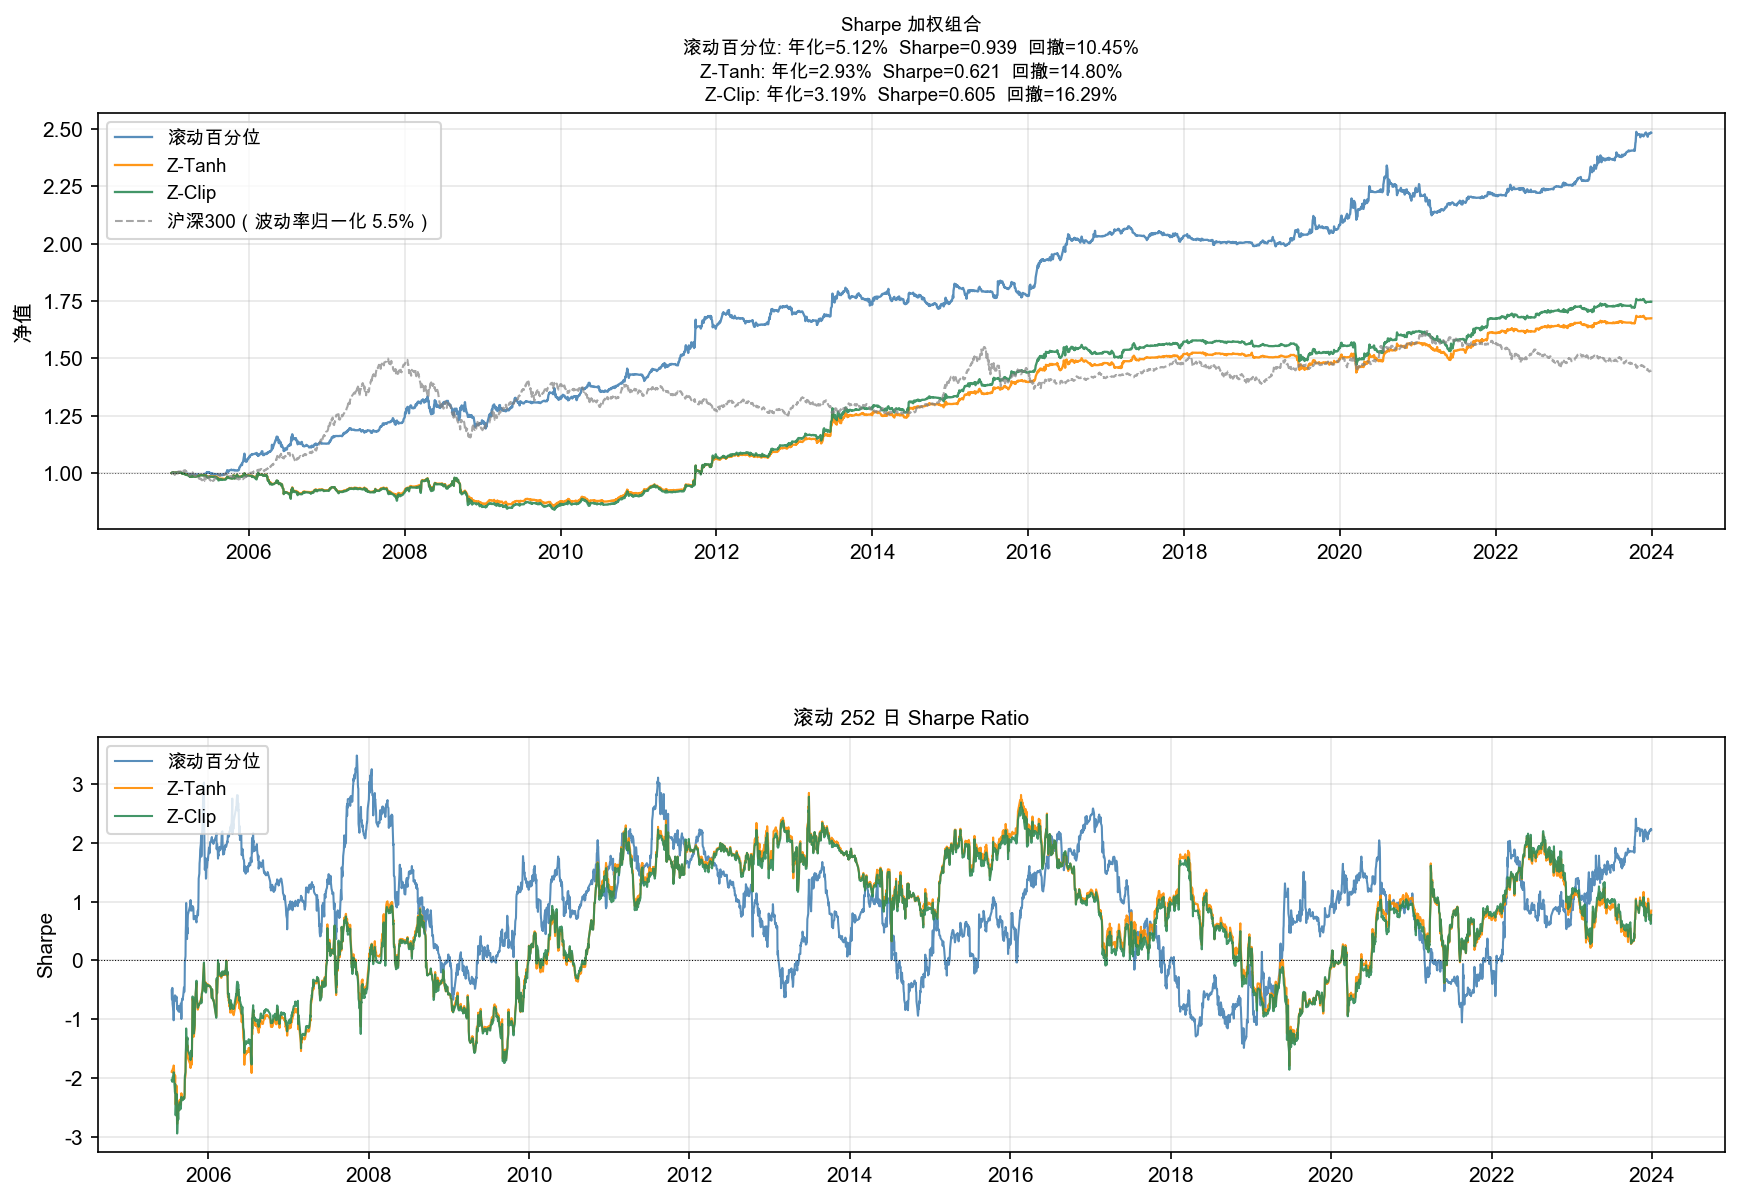 Sharpe 加权组合
滚动百分位: 年化=5.12%  Sharpe=0.939  回撤=10.45%
Z-Tanh: 年化=2.93%  Sharpe=0.621  回撤=14.80%
Z-Clip: 年化=3.19%  Sharpe=0.605  回撤=16.29%
滚动百分位
Z-Tanh
Z-Clip
沪深300（波动率归一化 5.5%）
净值
2.50
2.25
2.00
1.75
1.50
1.25
1.00
2006 2008 2010 2012 2014 2016 2018 2020 2022 2024
滚动 252 日 Sharpe Ratio
滚动百分位
Z-Tanh
Z-Clip
Sharpe
3
2
1
0
-1
-2
-3
2006 2008 2010 2012 2014 2016 2018 2020 2022 2024